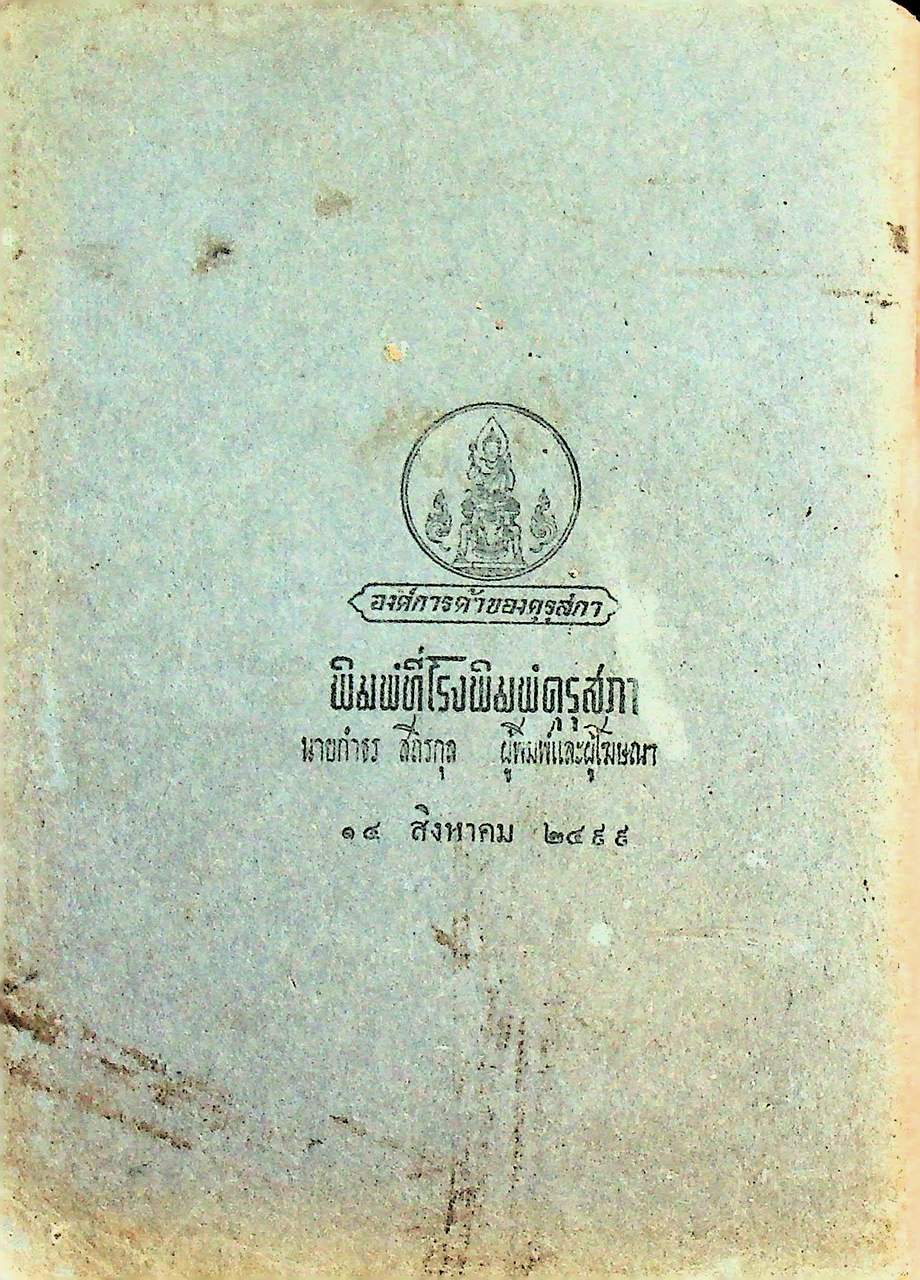 องค์การค้าของคุรุสภา
พิมพ์ที่โรงพิมพ์คุรุสภา
นายกำธร สถิรกุล ผู้พิมพ์และผู้โฆษณา
๑๔ สิงหาคม ๒๔๙๙